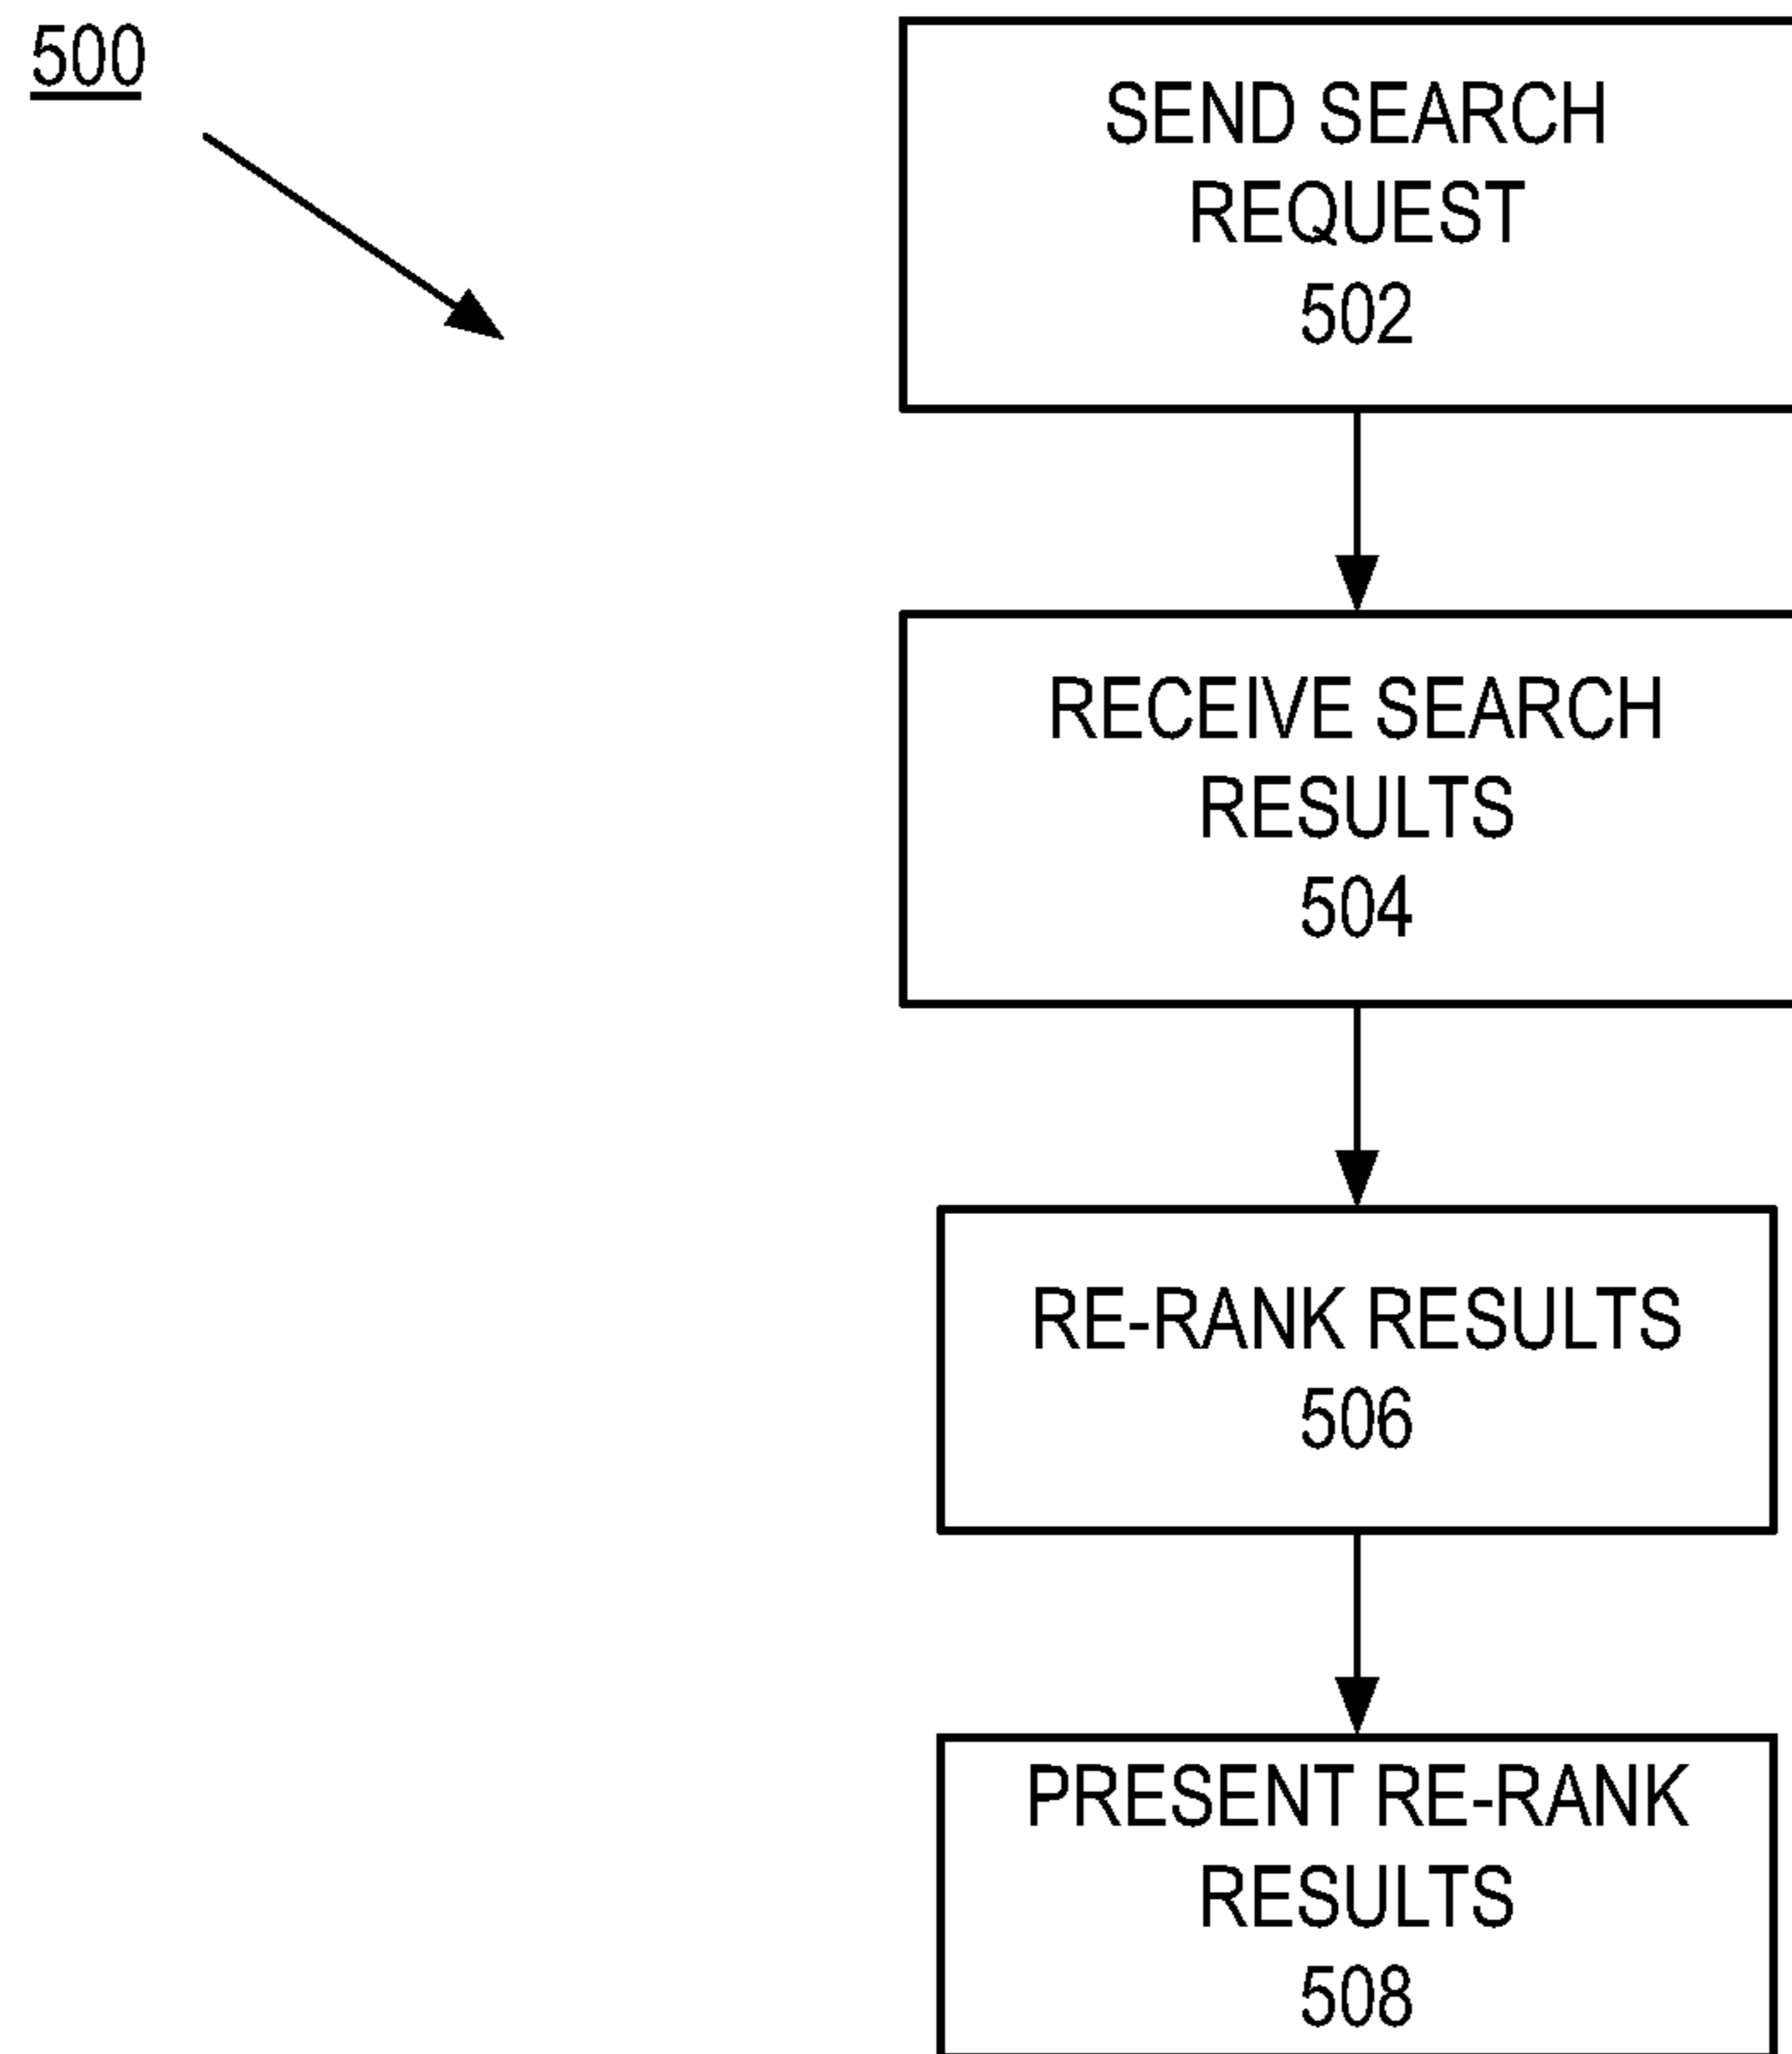 500
SEND SEARCH
REQUEST
502
RECEIVE SEARCH
RESULTS
504
RE-RANK RESULTS
506
PRESENT RE-RANK
RESULTS
508